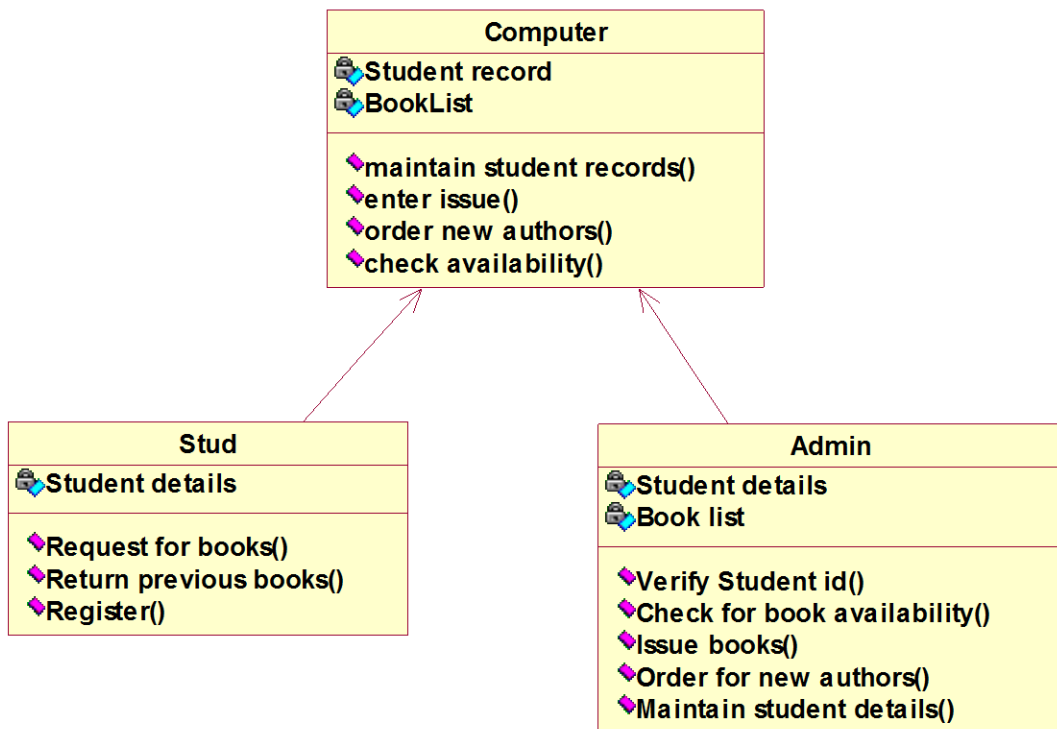 Computer
Student record
BookList
maintain student records()
enter issue()
order new authors()
check availability()
Stud
Student details
Request for books()
Return previous books()
Register()
Admin
Student details
Book list
Verify Student id()
Check for book availability()
Issue books()
Order for new authors()
Maintain student details()